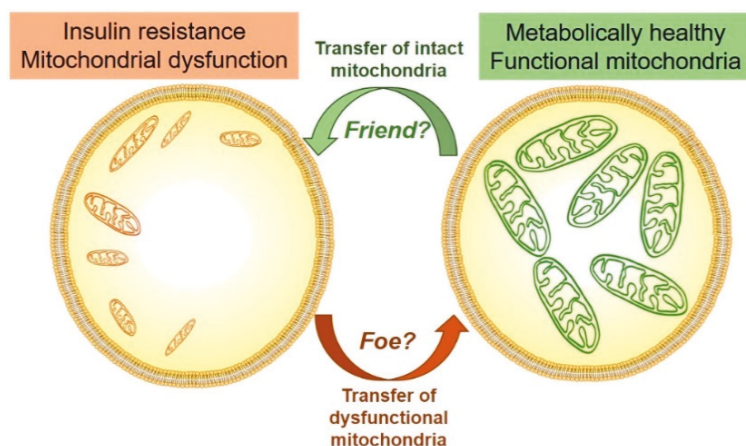 Insulin resistance
Mitochondrial dysfunction
Transfer of intact
mitochondria
Metabolically healthy
Functional mitochondria
Friend?
Foe?
Transfer of
dysfunctional
mitochondria